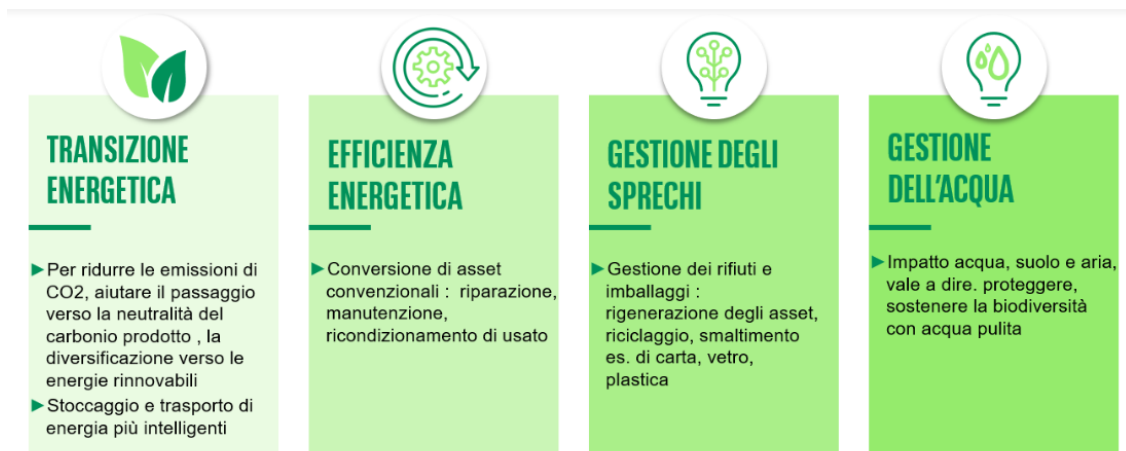 TRANSIZIONE
ENERGETICA
►Per ridurre le emissioni di
CO2, aiutare il passaggio
verso la neutralità del
carbonio prodotto , la
diversificazione verso le
energie rinnovabili
►Stoccaggio e trasporto di
energia più intelligenti
EFFICIENZA
ENERGETICA
►Conversione di asset
convenzionali : riparazione,
manutenzione,
ricondizionamento di usato
GESTIONE DEGLI
SPRECHI
►Gestione dei rifiuti e
imballaggi :
rigenerazione degli asset,
riciclaggio, smaltimento
es. di carta, vetro,
plastica
GESTIONE
DELL'ACQUA
►Impatto acqua, suolo e aria,
vale a dire. proteggere,
sostenere la biodiversità
con acqua pulita